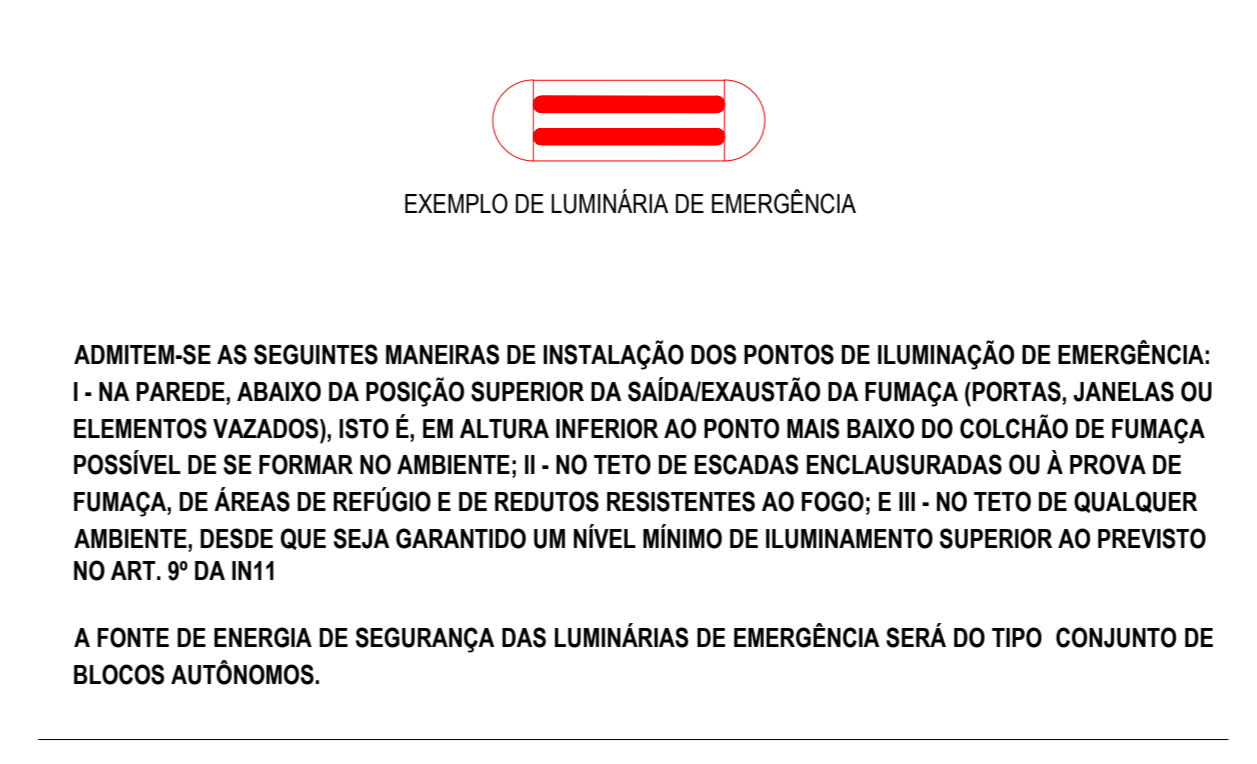 EXEMPLO DE LUMINÁRIA DE EMERGÊNCIA
ADMITEM-SE AS SEGUINTES MANEIRAS DE INSTALAÇÃO DOS PONTOS DE ILUMINAÇÃO DE EMERGÊNCIA:
I - NA PAREDE, ABAIXO DA POSIÇÃO SUPERIOR DA SAÍDA/EXAUSTÃO DA FUMAÇA (PORTAS, JANELAS OU
ELEMENTOS VAZADOS), ISTO É, EM ALTURA INFERIOR AO PONTO MAIS BAIXO DO COLCHÃO DE FUMAÇA
POSSÍVEL DE SE FORMAR NO AMBIENTE; II - NO TETO DE ESCADAS ENCLAUSURADAS OU À PROVA DE
FUMAÇA, DE ÁREAS DE REFÚGIO E DE REDUTOS RESISTENTES AO FOGO; E III - NO TETO DE QUALQUER
AMBIENTE, DESDE QUE SEJA GARANTIDO UM NÍVEL MÍNIMO DE ILUMINAMENTO SUPERIOR AO PREVISTO
NO ART. 9º DA IN11
A FONTE DE ENERGIA DE SEGURANÇA DAS LUMINÁRIAS DE EMERGÊNCIA SERÁ DO TIPO  CONJUNTO DE
BLOCOS AUTÔNOMOS.